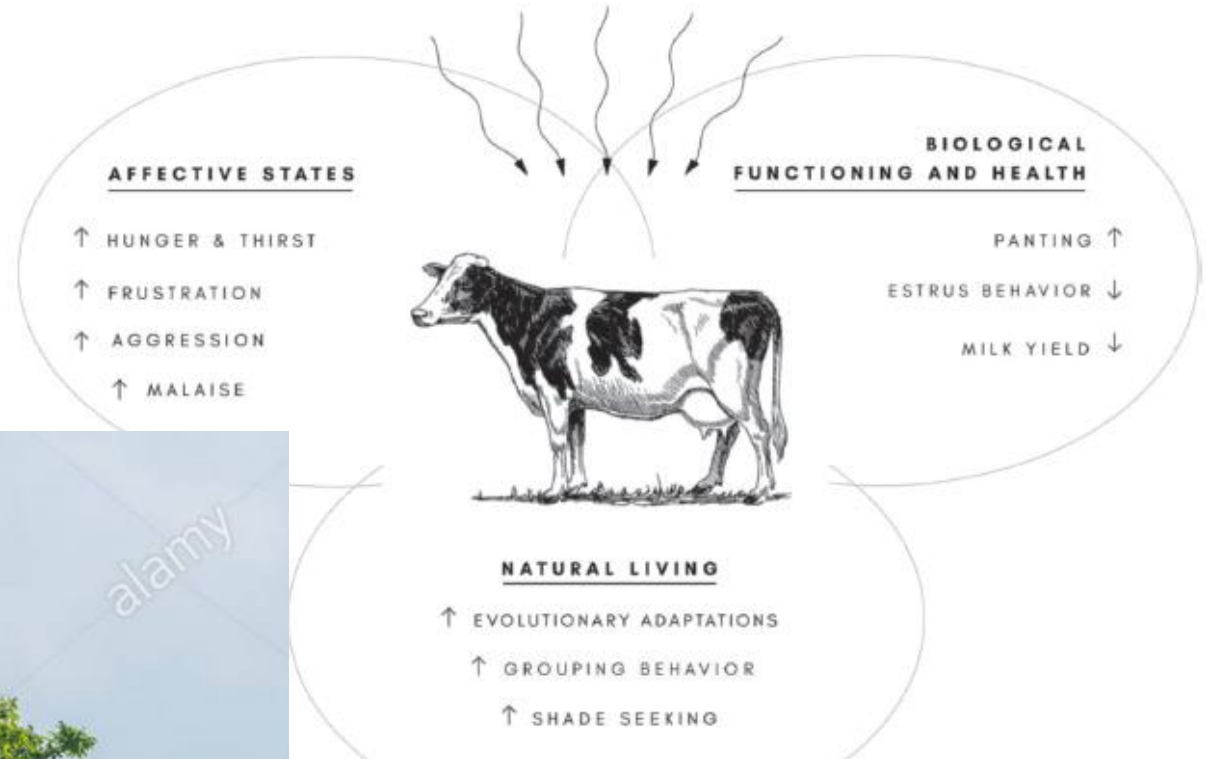 AFFECTIVE STATES
↑ HUNGER & THIRST
↑ FRUSTRATION
↑ AGGRESSION
↑ MALAISE
BIOLOGICAL
FUNCTIONING AND HEALTH
PANTING ↑
ESTRUS BEHAVIOR ↓
MILK YIELD ↓
NATURAL LIVING
↑ EVOLUTIONARY ADAPTATIONS
↑ GROUPING BEHAVIOR
↑ SHADE SEEKING
alamy